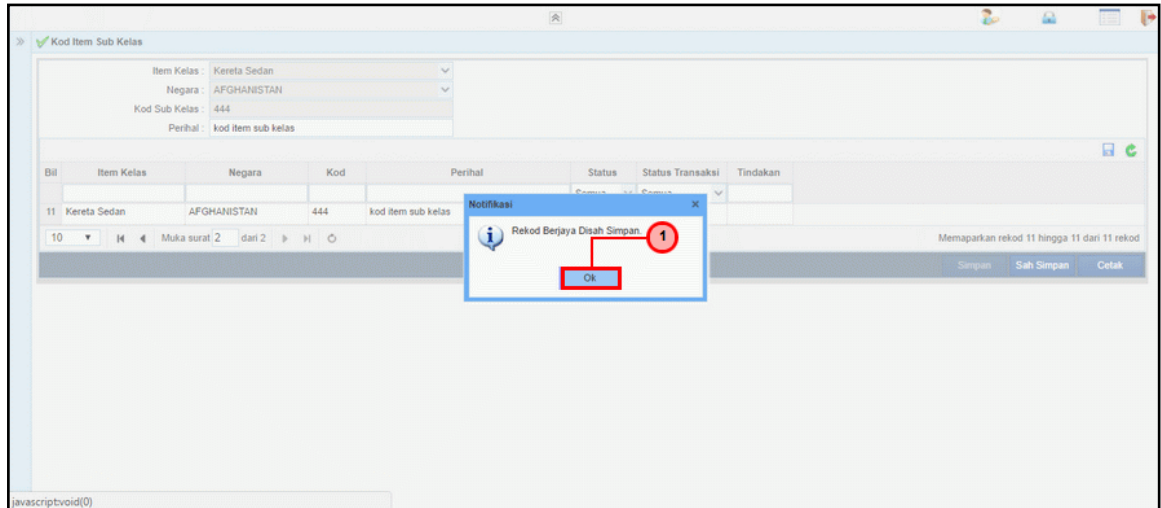 Kod Item Sub Kelas
Item Kelas : Kereta Sedan
Negara : AFGHANISTAN
Kod Sub Kelas : 444
Perihal : kod item sub kelas
Bil Item Kelas Negara Kod Perihal Status Status Transaksi Tindakan
Semua Semua
11 Kereta Sedan AFGHANISTAN 444 kod item sub kelas
Notifikasi x
Rekod Berjaya Disah Simpan.
1
Ok
10 Muka surat 2 dari 2 Memaparkan rekod 11 hingga 11 dari 11 rekod
Simpan Sah Simpan Cetak
javascript:void(0)